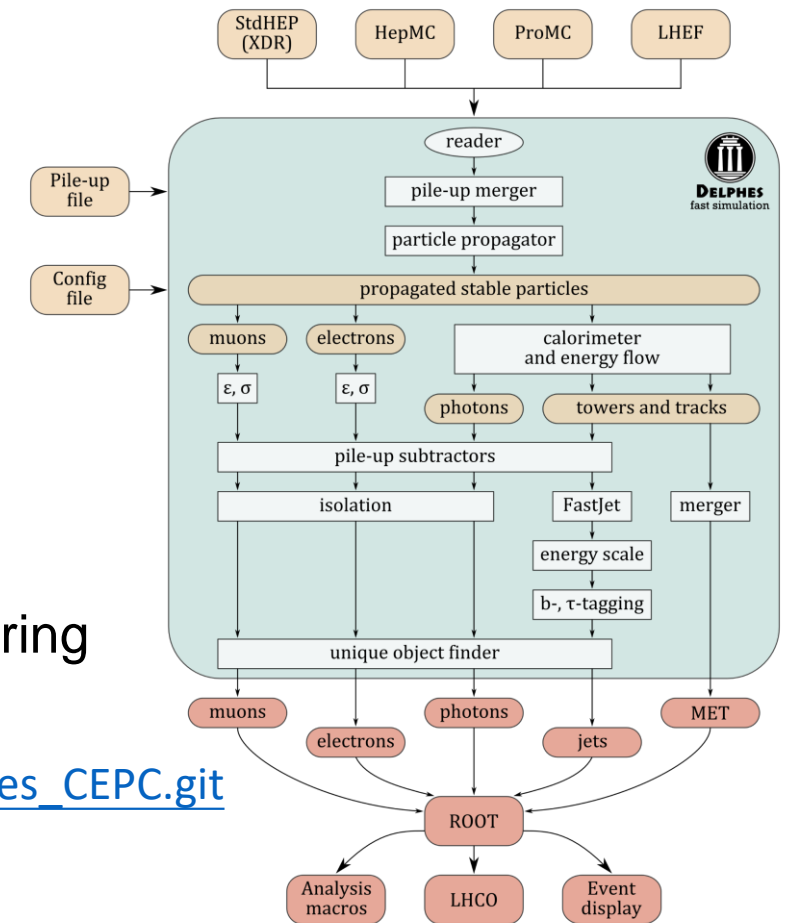 StdHEP
(XDR)
HepMC
ProMC
LHEF
reader
DELPHES
fast simulation
Pile-up
file
pile-up merger
particle propagator
Config
file
propagated stable particles
muons
electrons
calorimeter
and energy flow
ε, σ
ε, σ
photons
towers and tracks
pile-up subtractors
isolation
FastJet
merger
energy scale
b-, τ-tagging
ring
unique object finder
muons
electrons
photons
jets
MET
es_CEPC.git
ROOT
Analysis
macros
LHCO
Event
display